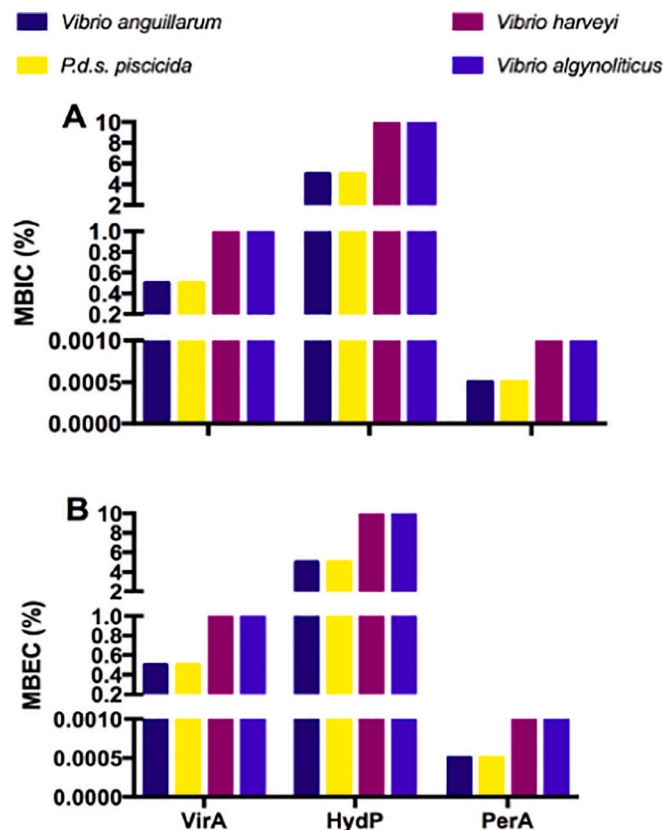 Vibrio anguillarum
Vibrio harveyi
P.d.s. piscicida
Vibrio algynoliticus
A
MBIC (%)
10
8
6
4
2
1.0
0.8
0.6
0.4
0.2
0.0010
0.0005
0.0000
B
MBEC (%)
10
8
6
4
2
1.0
0.8
0.6
0.4
0.2
0.0010
0.0005
0.0000
VirA HydP PerA